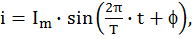 i = I_m · sin(2π/T · t + ϕ),